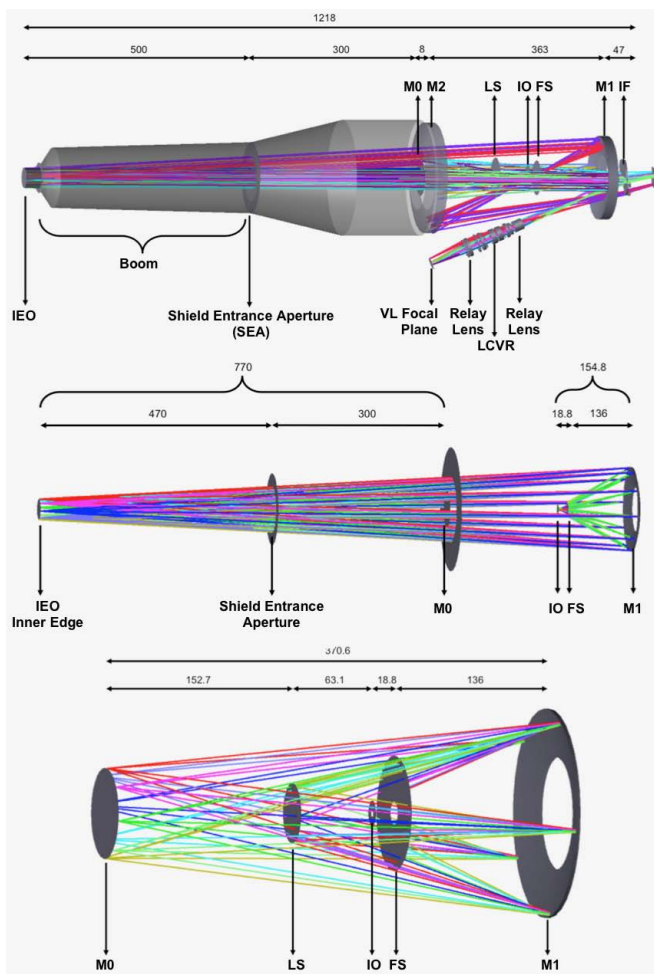 1218
500 300 8 363 47
M0 M2 LS IO FS M1 IF
Boom
IEO Shield Entrance Aperture VL Focal Relay Relay
(SEA) Plane Lens Lens
LCVR
770 154.8
470 300 18.8 136
IEO Shield Entrance M0 IO FS M1
Inner Edge Aperture
370.6
152.7 63.1 18.8 136
M0 LS IO FS M1